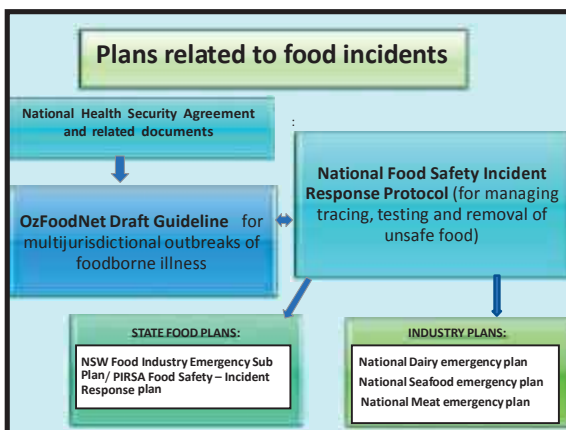 Plans related to food incidents
National Health Security Agreement
and related documents
:
OzFoodNet Draft Guideline for
multijurisdictional outbreaks of
foodborne illness
National Food Safety Incident
Response Protocol (for managing
tracing, testing and removal of
unsafe food)
STATE FOOD PLANS:
NSW Food Industry Emergency Sub
Plan/ PIRSA Food Safety – Incident
Response plan
INDUSTRY PLANS:
National Dairy emergency plan
National Seafood emergency plan
National Meat emergency plan